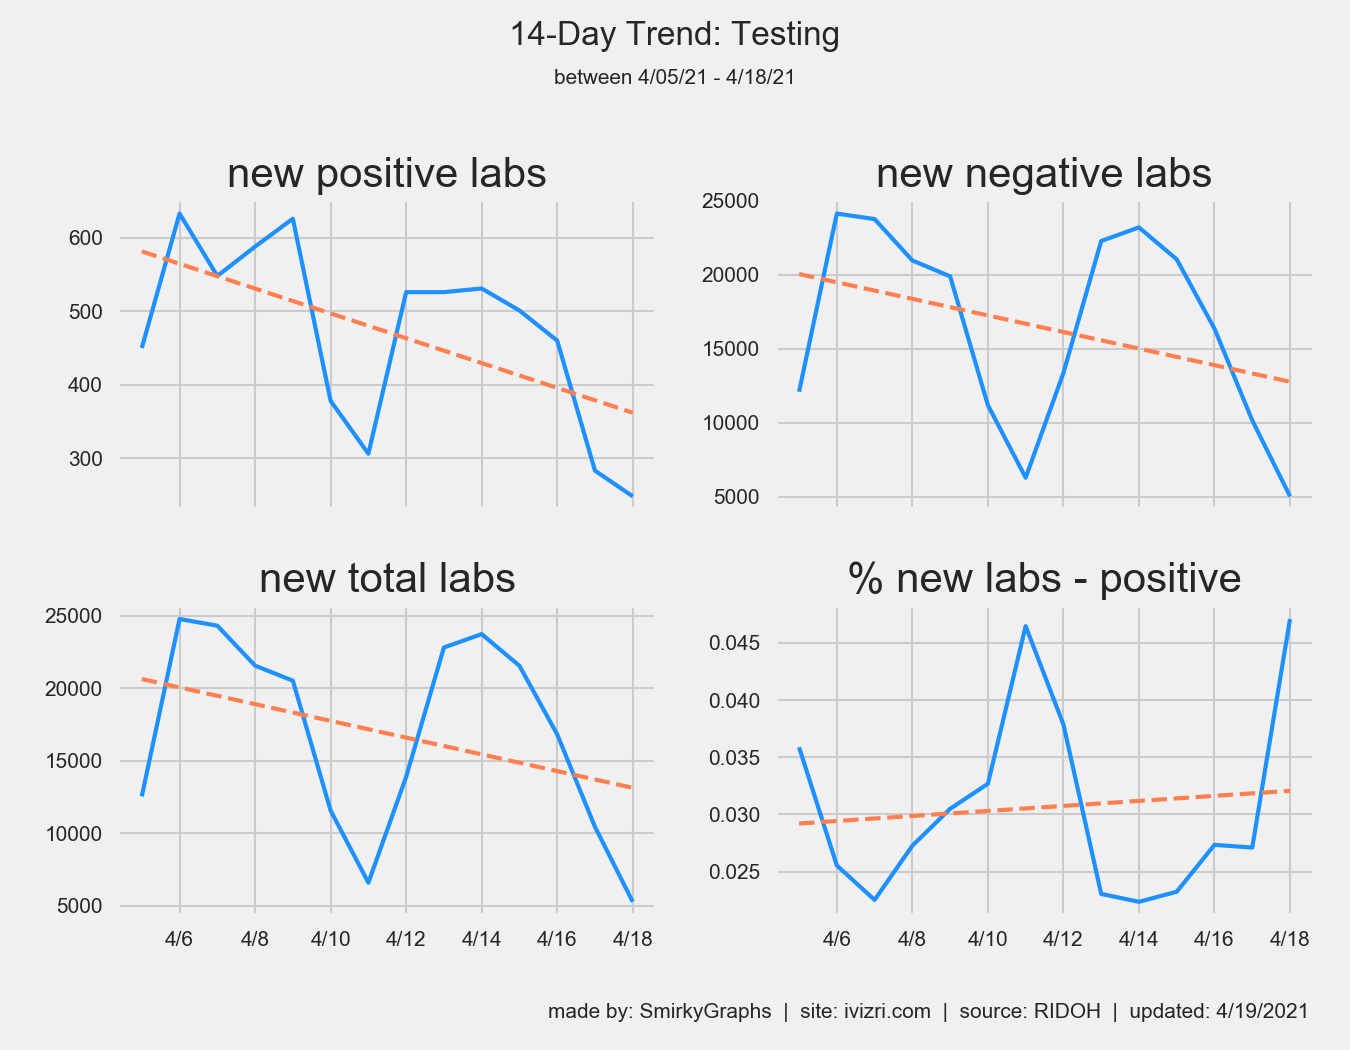 14-Day Trend: Testing
between 4/05/21 - 4/18/21
new positive labs
600
500
400
300
new negative labs
25000
20000
15000
10000
5000
new total labs
25000
20000
15000
10000
5000
4/6 4/8 4/10 4/12 4/14 4/16 4/18
% new labs - positive
0.045
0.040
0.035
0.030
0.025
4/6 4/8 4/10 4/12 4/14 4/16 4/18
made by: SmirkyGraphs | site: ivizri.com | source: RIDOH | updated: 4/19/2021